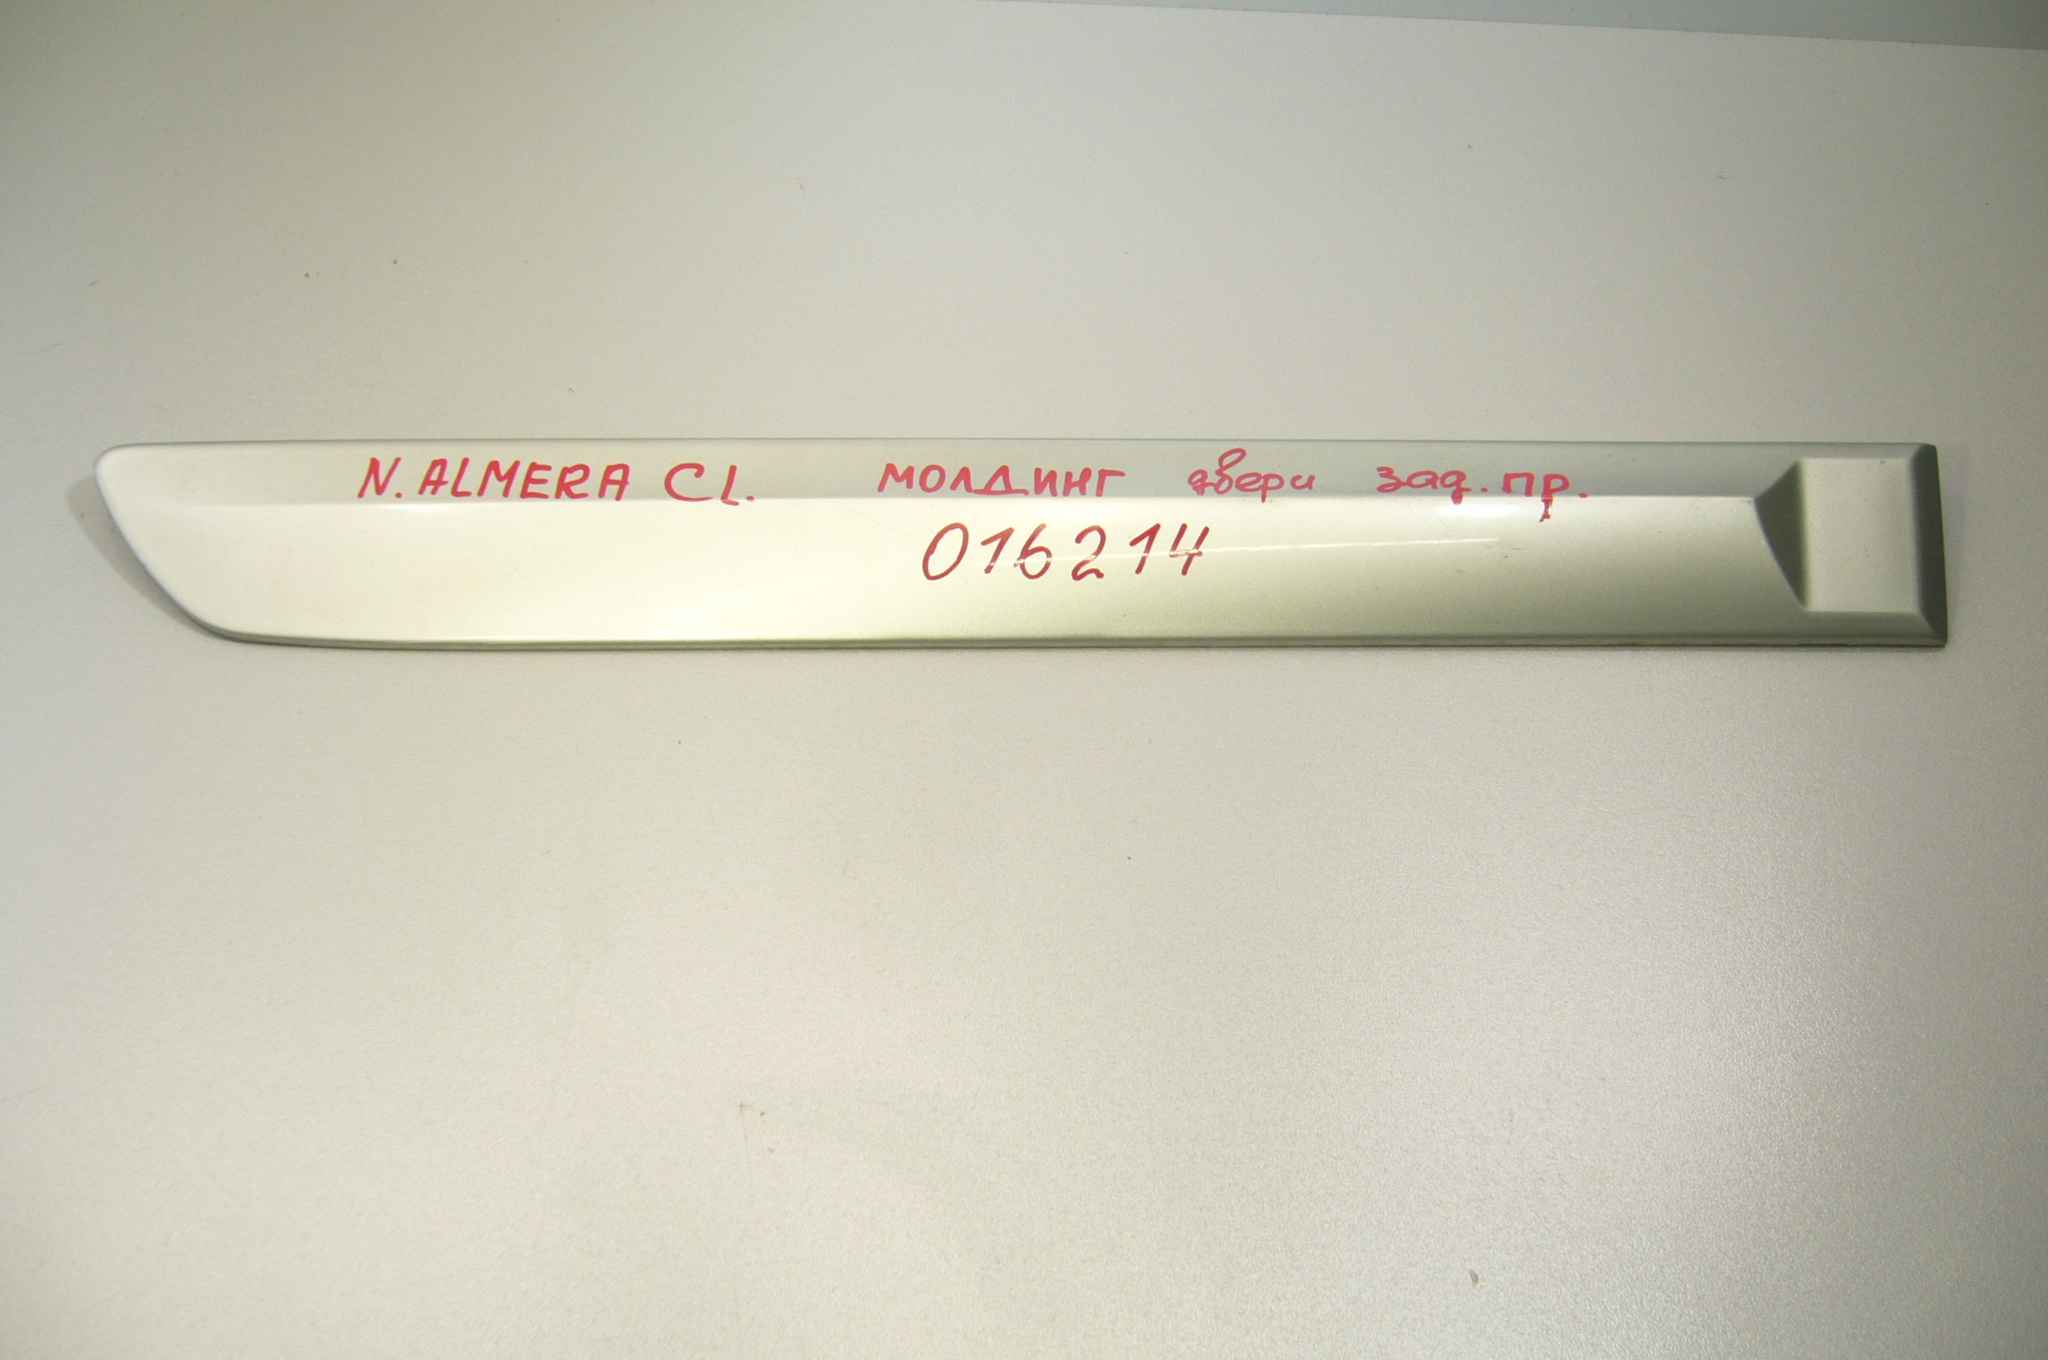 N. ALMERA CL. МОЛДИНГ двери зад. пр.
016214